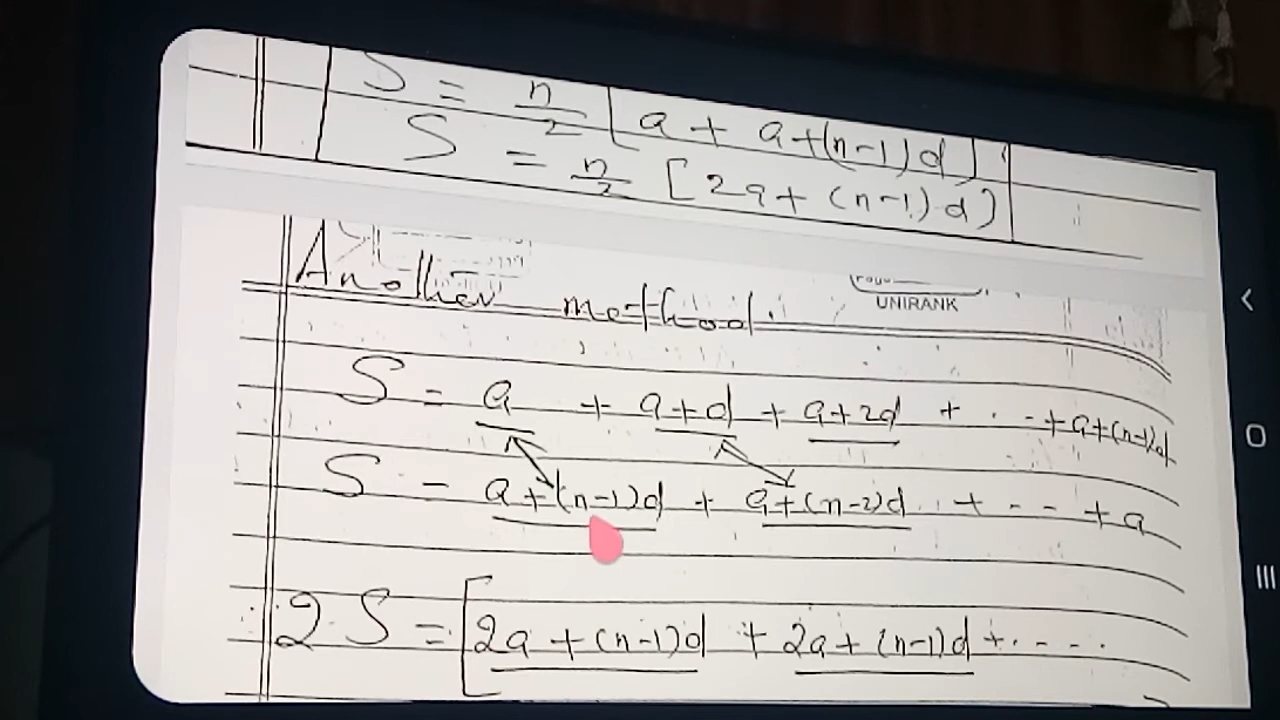 S = n/2 [a + a+(n-1)d]
S = n/2 [2a + (n-1)d)
Another method.
UNIRANK
S = a + a+d + a+2d + . .. + a+(n-1)d
S = a+(n-1)d + a+(n-2)d + -- + a
2S = [2a + (n-1)d + 2a + (n-1)d + ....